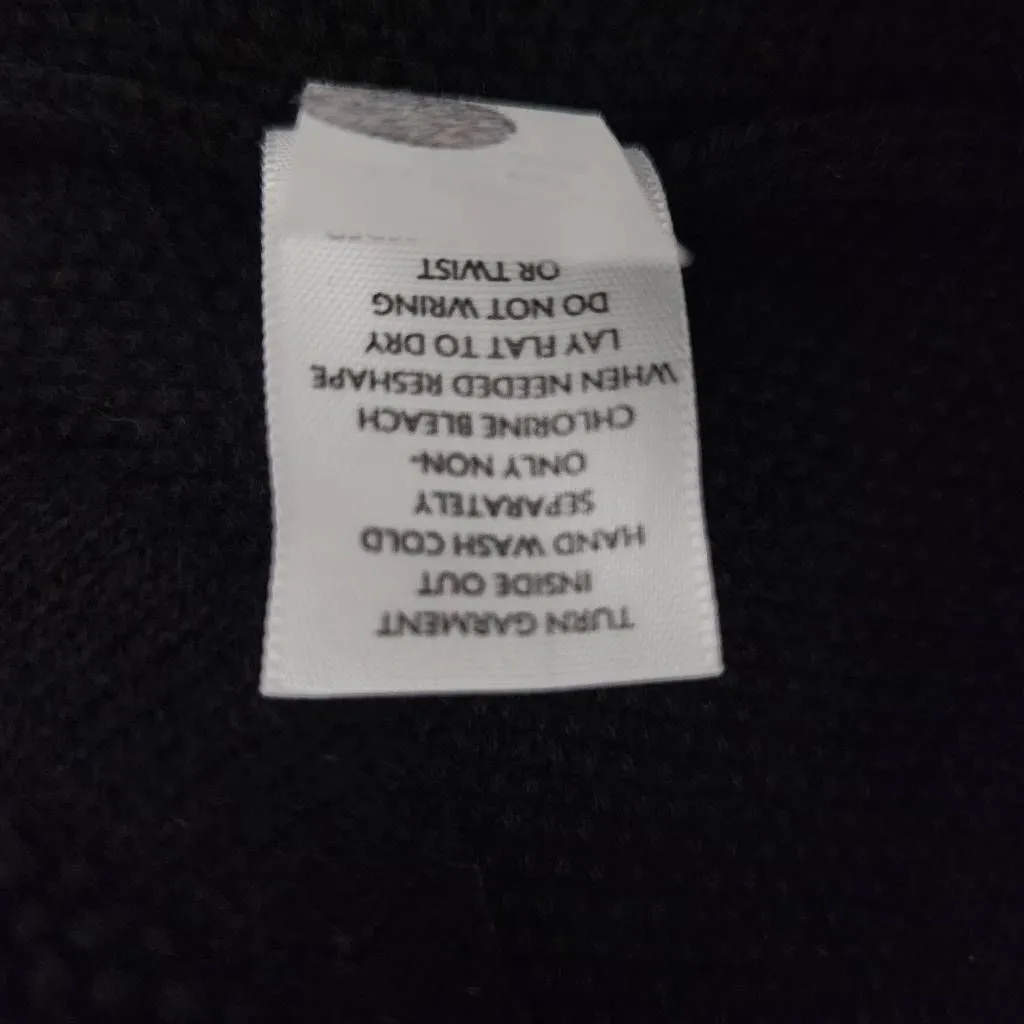 TURN GARMENT
INSIDE OUT
HAND WASH COLD
SEPARATELY
ONLY NON-
CHLORINE BLEACH
WHEN NEEDED RESHAPE
LAY FLAT TO DRY
DO NOT WRING
OR TWIST